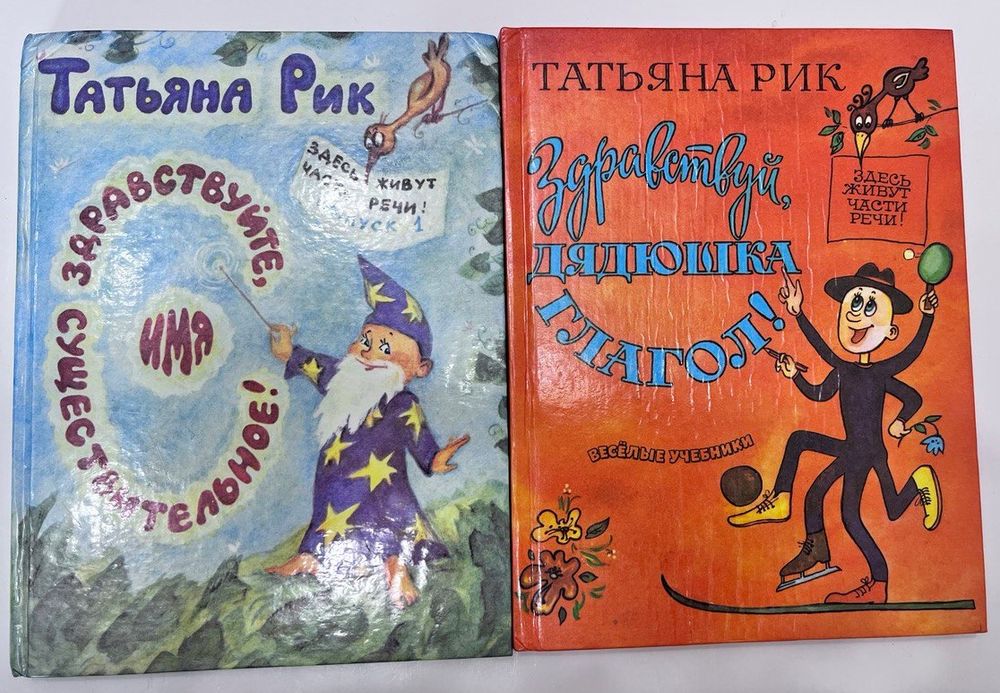 ТАТЬЯНА РИК
ЗДЕСЬ ЖИВУТ
ЧАСТИ РЕЧИ!
ВЫПУСК 1
ЗДРАВСТВУЙТЕ,
ИМЯ
СУЩЕСТВИТЕЛЬНОЕ!
ТАТЬЯНА РИК
ЗДЕСЬ
ЖИВУТ
ЧАСТИ
РЕЧИ!
Здравствуй,
ДЯДЮШКА
ГЛАГОЛ!
ВЕСЁЛЫЕ УЧЕБНИКИ